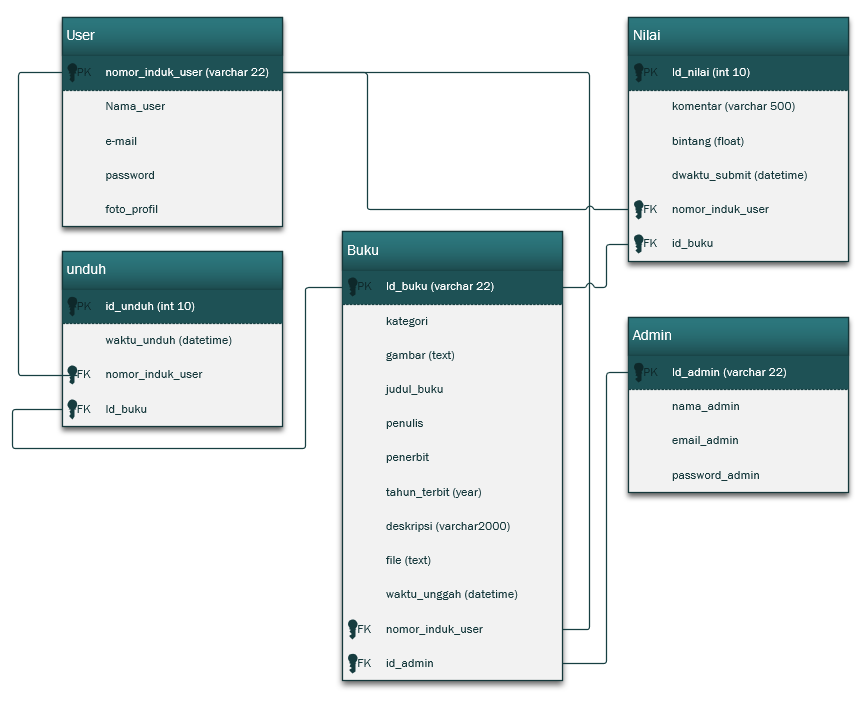 User
PK nomor_induk_user (varchar 22)
Nama_user
e-mail
password
foto_profil
unduh
PK id_unduh (int 10)
waktu_unduh (datetime)
FK nomor_induk_user
FK Id_buku
Buku
PK Id_buku (varchar 22)
kategori
gambar (text)
judul_buku
penulis
penerbit
tahun_terbit (year)
deskripsi (varchar2000)
file (text)
waktu_unggah (datetime)
FK nomor_induk_user
FK id_admin
Nilai
PK Id_nilai (int 10)
komentar (varchar 500)
bintang (float)
dwaktu_submit (datetime)
FK nomor_induk_user
FK id_buku
Admin
PK Id_admin (varchar 22)
nama_admin
email_admin
password_admin